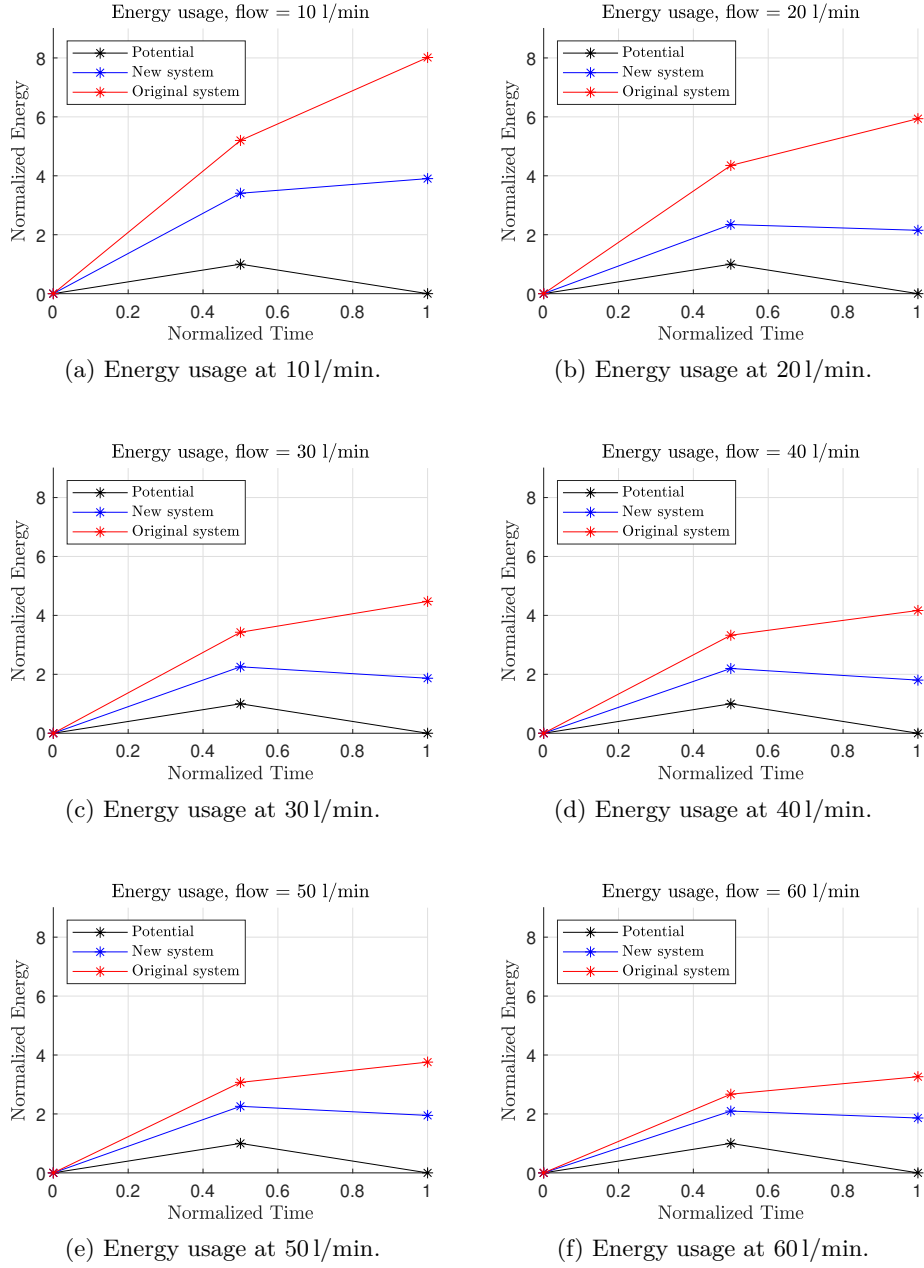 Energy usage, flow = 10 l/min
Potential
New system
Original system
Normalized Energy
8
6
4
2
0
0 0.2 0.4 0.6 0.8 1
Normalized Time
(a) Energy usage at 10 l/min.
Energy usage, flow = 20 l/min
Potential
New system
Original system
Normalized Energy
8
6
4
2
0
0 0.2 0.4 0.6 0.8 1
Normalized Time
(b) Energy usage at 20 l/min.
Energy usage, flow = 30 l/min
Potential
New system
Original system
Normalized Energy
8
6
4
2
0
0 0.2 0.4 0.6 0.8 1
Normalized Time
(c) Energy usage at 30 l/min.
Energy usage, flow = 40 l/min
Potential
New system
Original system
Normalized Energy
8
6
4
2
0
0 0.2 0.4 0.6 0.8 1
Normalized Time
(d) Energy usage at 40 l/min.
Energy usage, flow = 50 l/min
Potential
New system
Original system
Normalized Energy
8
6
4
2
0
0 0.2 0.4 0.6 0.8 1
Normalized Time
(e) Energy usage at 50 l/min.
Energy usage, flow = 60 l/min
Potential
New system
Original system
Normalized Energy
8
6
4
2
0
0 0.2 0.4 0.6 0.8 1
Normalized Time
(f) Energy usage at 60 l/min.